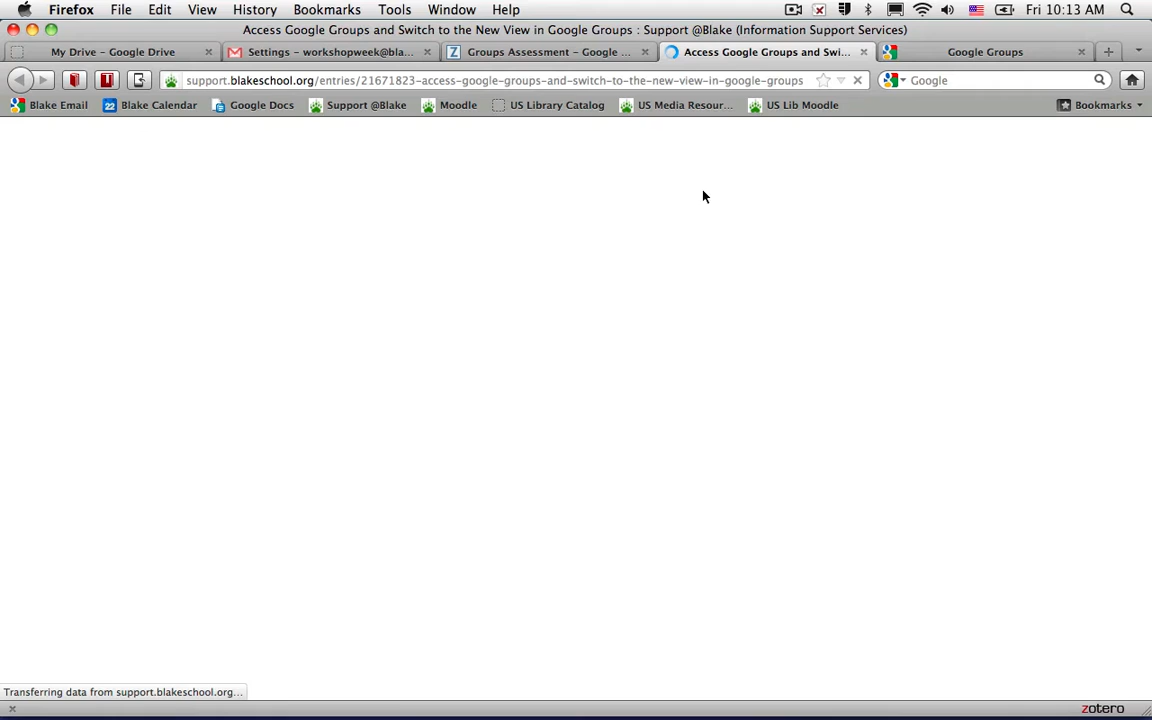 Firefox File Edit View History Bookmarks Tools Window Help Fri 10:13 AM
Access Google Groups and Switch to the New View in Google Groups : Support @Blake (Information Support Services)
My Drive – Google Drive Settings – workshopweek@bla... Groups Assessment – Google ... Access Google Groups and Swi... Google Groups
support.blakeschool.org/entries/21671823-access-google-groups-and-switch-to-the-new-view-in-google-groups Google
Blake Email 22 Blake Calendar Google Docs Support @Blake Moodle US Library Catalog US Media Resour... US Lib Moodle Bookmarks
Transferring data from support.blakeschool.org...
zotero